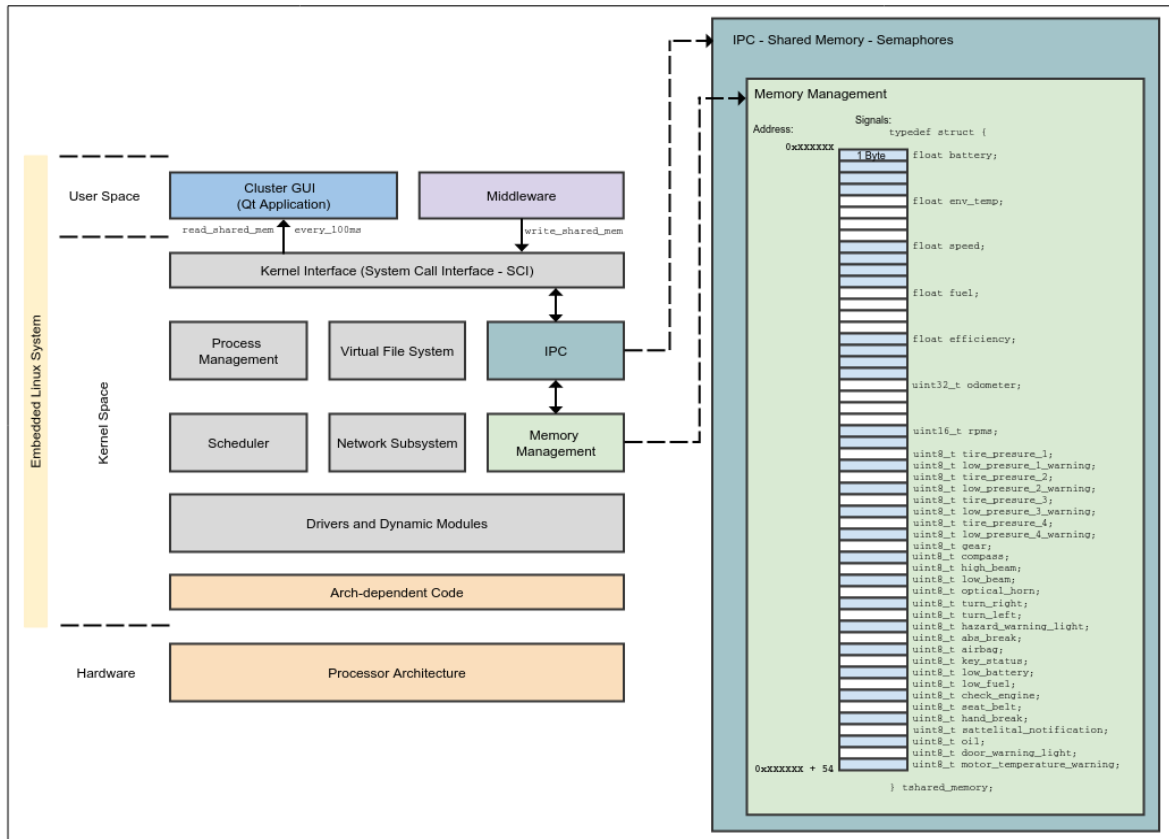 IPC - Shared Memory - Semaphores
Memory Management
Signals:
Address:
typedef struct {
0xXXXXXX
1 Byte
float battery;
float env_temp;
float speed;
float fuel;
float efficiency;
uint32_t odometer;
uint16_t rpms;
uint8_t tire_presure_1;
uint8_t low_presure_1_warning;
uint8_t tire_presure_2;
uint8_t low_presure_2_warning;
uint8_t tire_presure_3;
uint8_t low_presure_3_warning;
uint8_t tire_presure_4;
uint8_t low_presure_4_warning;
uint8_t gear;
uint8_t compass;
uint8_t high_beam;
uint8_t low_beam;
uint8_t optical_horn;
uint8_t turn_right;
uint8_t turn_left;
uint8_t hazard_warning_light;
uint8_t abs_break;
uint8_t airbag;
uint8_t key_status;
uint8_t low_battery;
uint8_t low_fuel;
uint8_t check_engine;
uint8_t seat_belt;
uint8_t hand_break;
uint8_t sattelital_notification;
uint8_t oil;
uint8_t door_warning_light;
uint8_t motor_temperature_warning;
0xXXXXXX + 54
} tshared_memory;
Embedded Linux System
User Space
Cluster GUI
(Qt Application)
Middleware
read_shared_mem
every_100ms
write_shared_mem
Kernel Space
Kernel Interface (System Call Interface - SCI)
Process
Management
Virtual File System
IPC
Scheduler
Network Subsystem
Memory
Management
Drivers and Dynamic Modules
Arch-dependent Code
Hardware
Processor Architecture